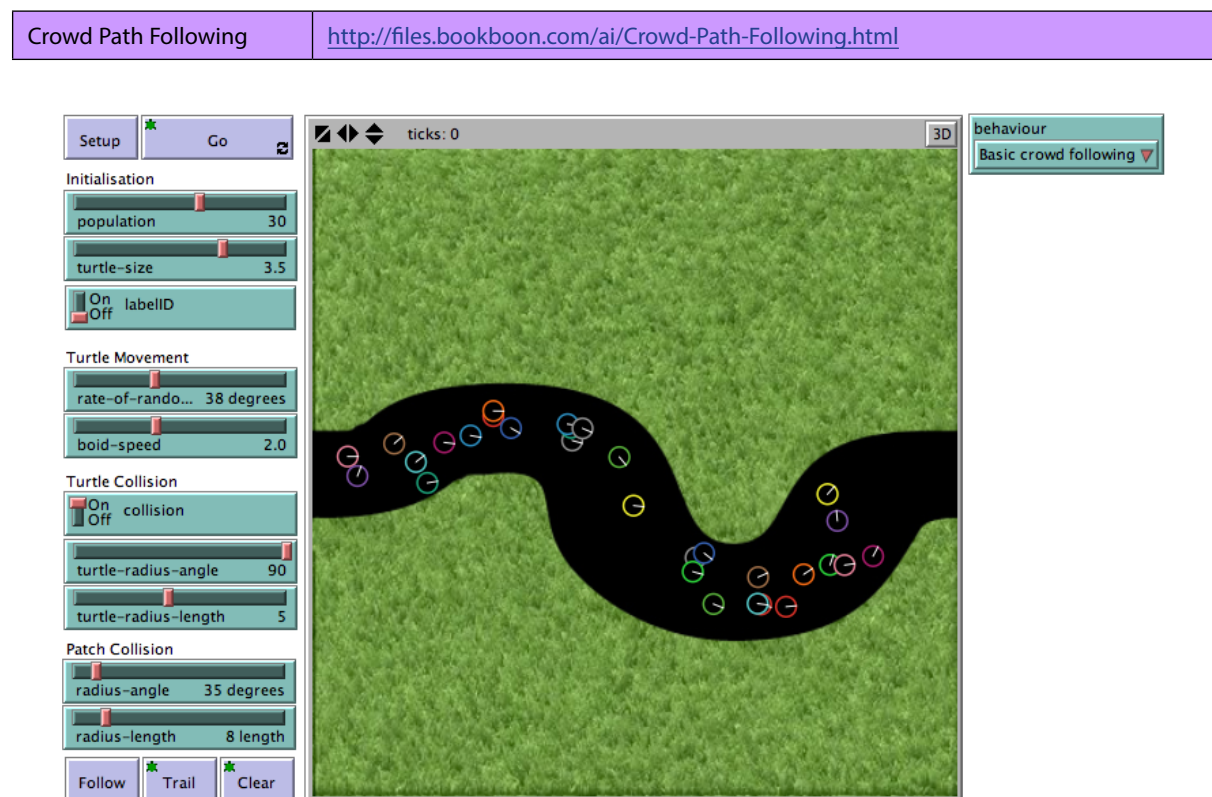 Crowd Path Following http://files.bookboon.com/ai/Crowd-Path-Following.html
Setup Go
ticks: 0 3D
behaviour
Basic crowd following
Initialisation
population 30
turtle-size 3.5
On
Off labelID
Turtle Movement
rate-of-rando... 38 degrees
boid-speed 2.0
Turtle Collision
On
Off collision
turtle-radius-angle 90
turtle-radius-length 5
Patch Collision
radius-angle 35 degrees
radius-length 8 length
Follow Trail Clear